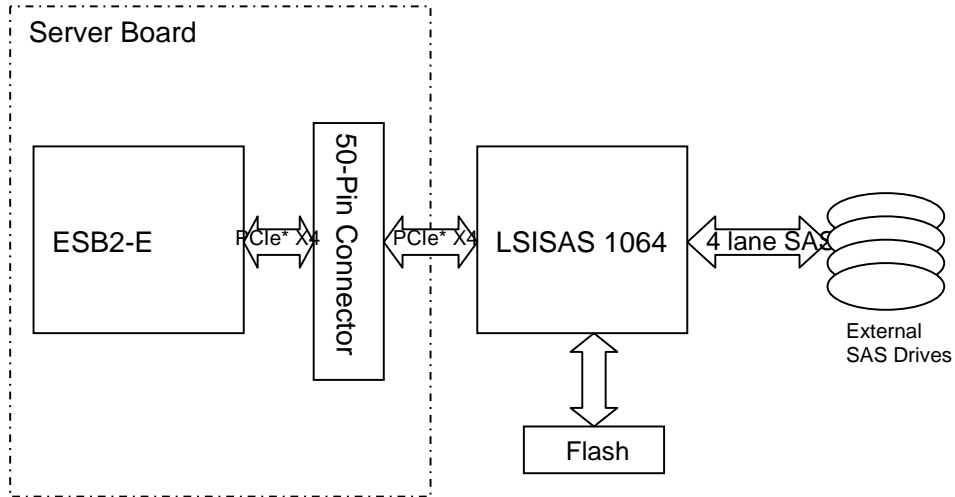 Server Board
ESB2-E
PCIe* X4
50-Pin Connector
PCIe* X4
LSISAS 1064
4 lane SAS
External
SAS Drives
Flash